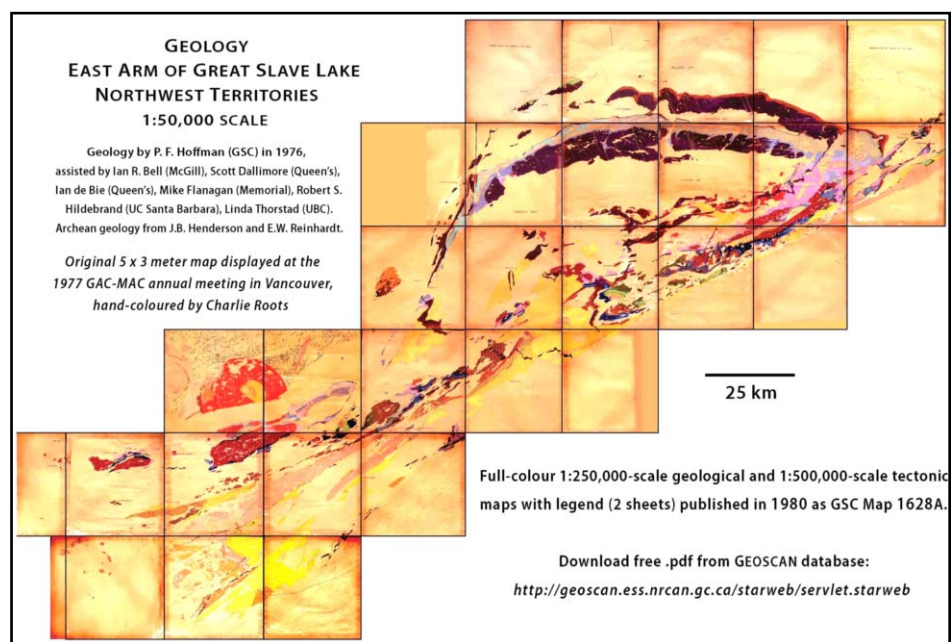 GEOLOGY
EAST ARM OF GREAT SLAVE LAKE
NORTHWEST TERRITORIES
1:50,000 SCALE
Geology by P. F. Hoffman (GSC) in 1976,
assisted by Ian R. Bell (McGill), Scott Dallimore (Queen's),
Ian de Bie (Queen's), Mike Flanagan (Memorial), Robert S.
Hildebrand (UC Santa Barbara), Linda Thorstad (UBC).
Archean geology from J.B. Henderson and E.W. Reinhardt.
Original 5 x 3 meter map displayed at the
1977 GAC-MAC annual meeting in Vancouver,
hand-coloured by Charlie Roots
25 km
Full-colour 1:250,000-scale geological and 1:500,000-scale tectonic
maps with legend (2 sheets) published in 1980 as GSC Map 1628A.
Download free .pdf from GEOSCAN database:
http://geoscan.ess.nrcan.gc.ca/starweb/servlet.starweb